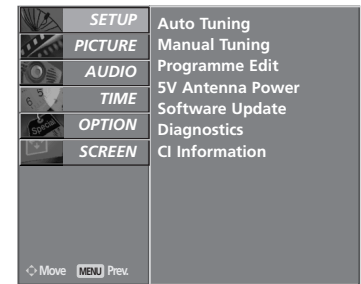 SETUP
PICTURE
AUDIO
TIME
OPTION
SCREEN
Auto Tuning
Manual Tuning
Programme Edit
5V Antenna Power
Software Update
Diagnostics
CI Information
Move MENU Prev.